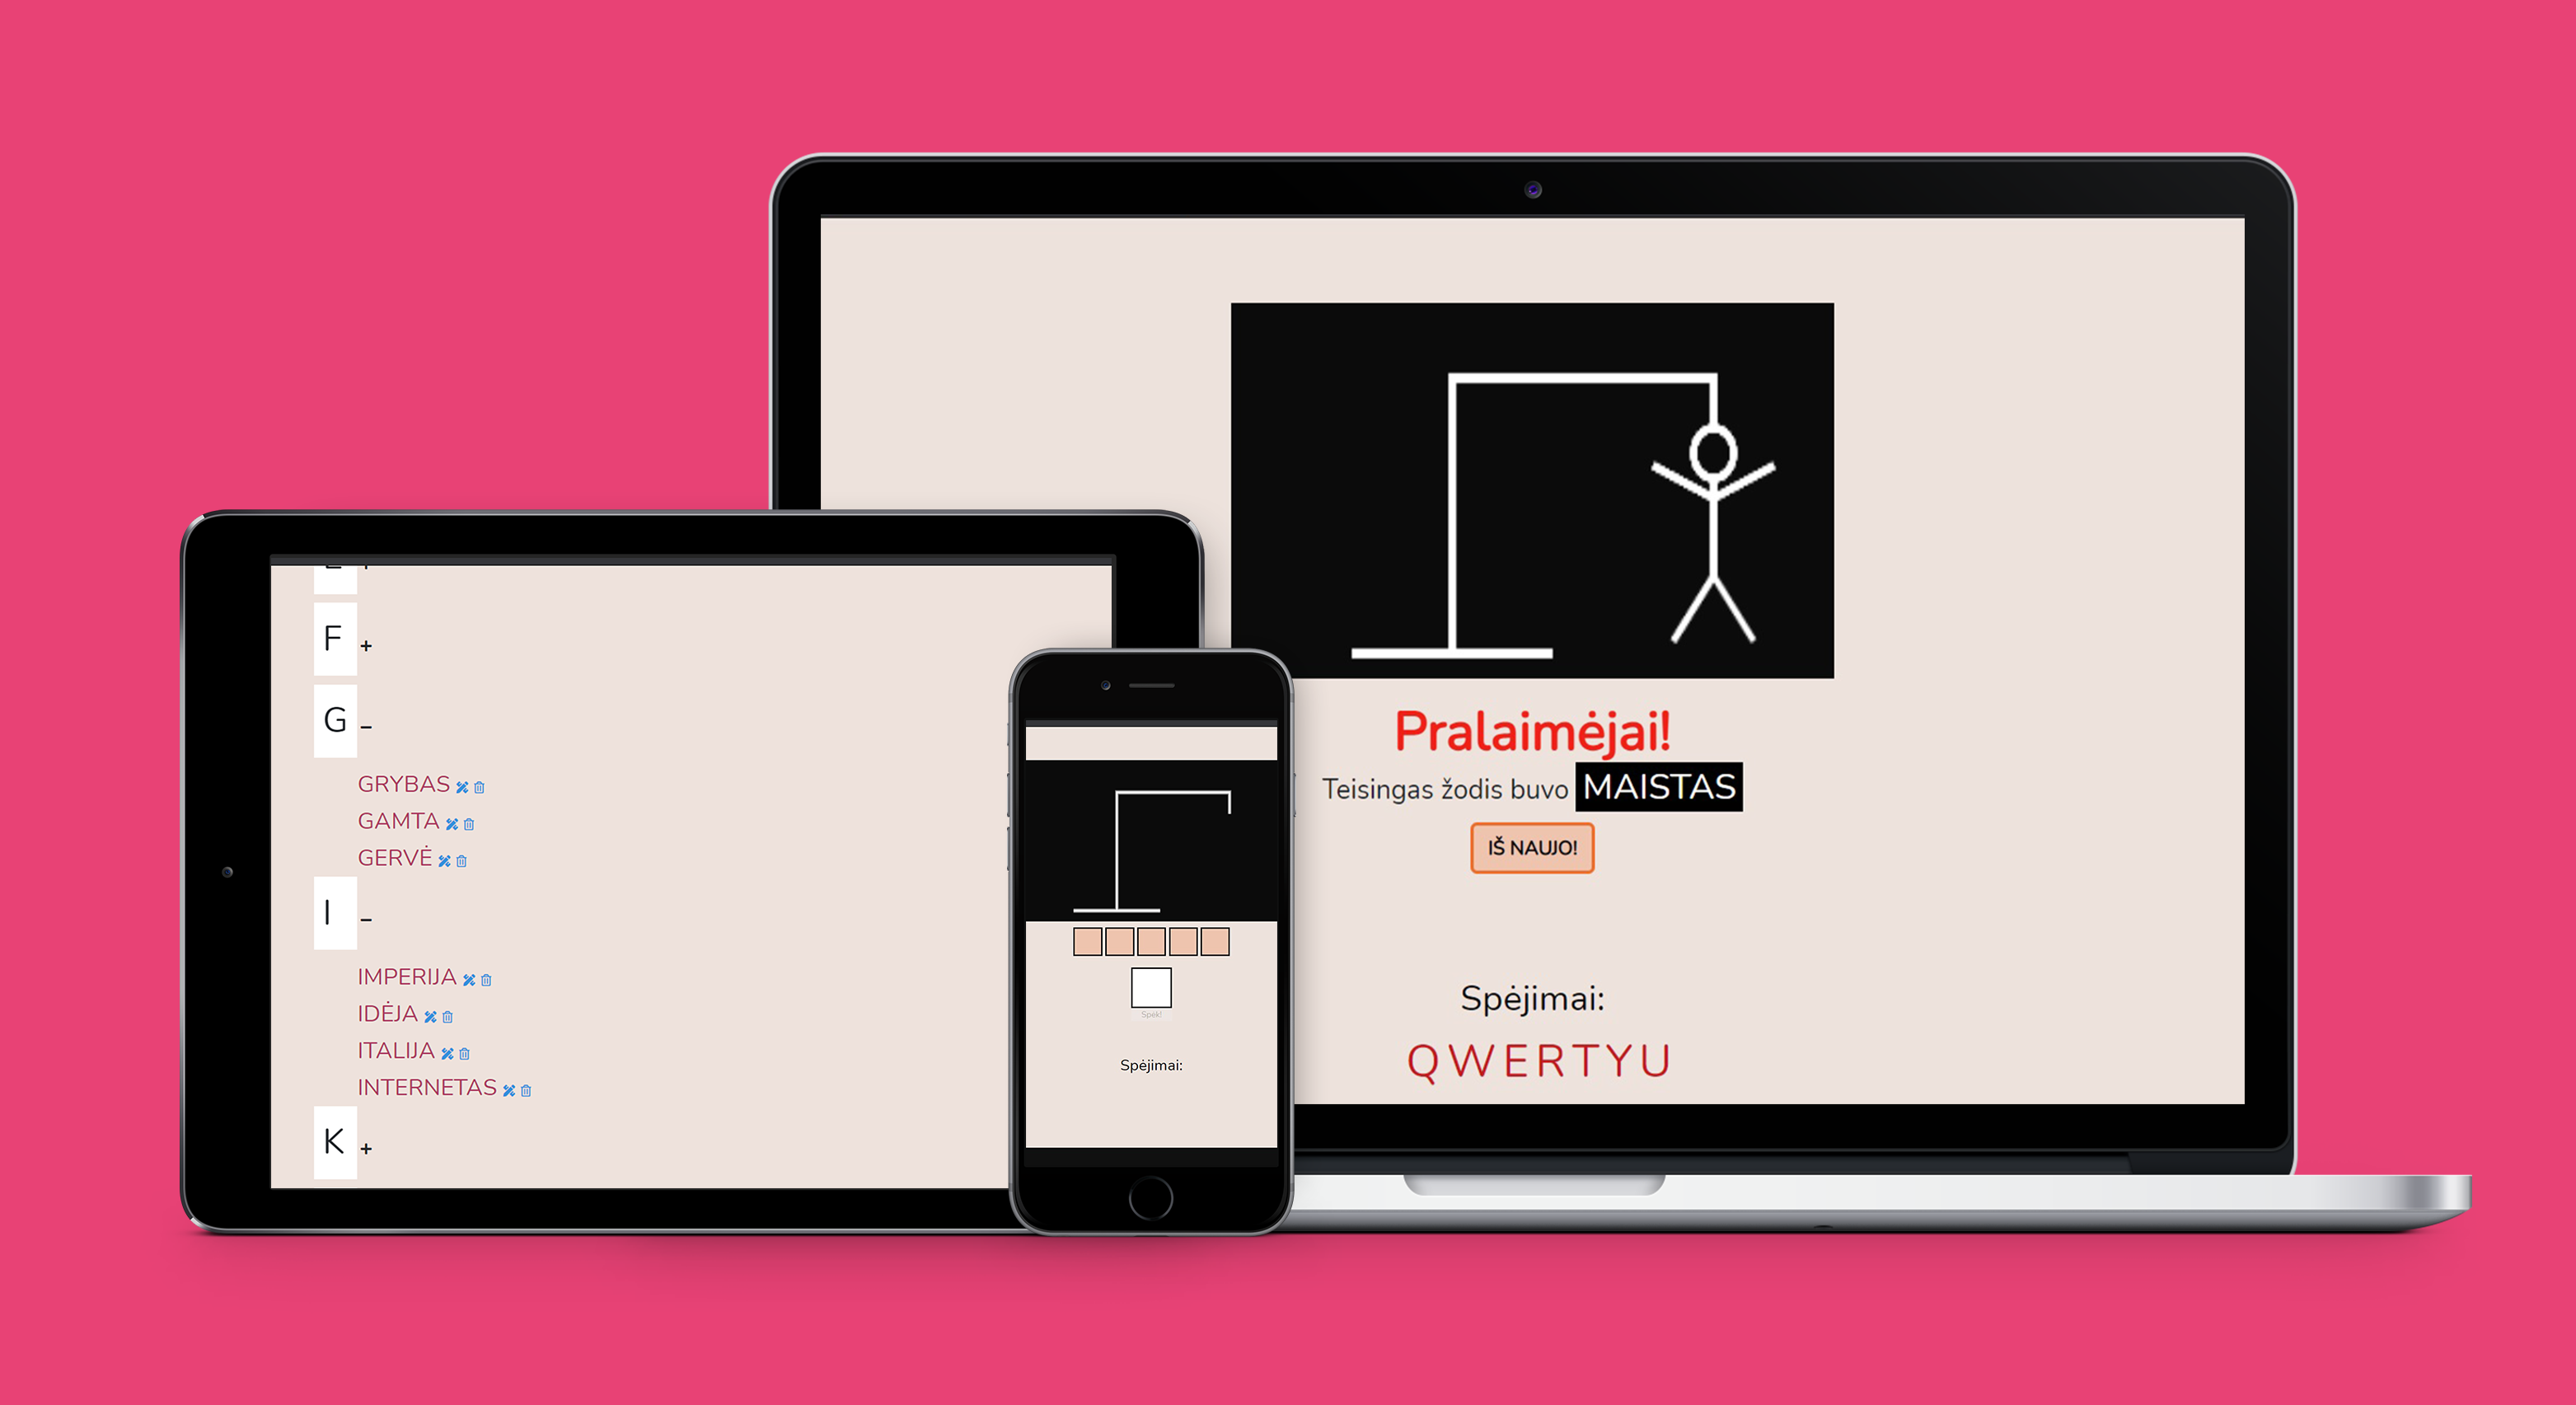 F +
G –
GRYBAS
GAMTA
GERVĖ
I –
IMPERIJA
IDĖJA
ITALIJA
INTERNETAS
K +
Spėk!
Spėjimai:
Pralaimėjai!
Teisingas žodis buvo MAISTAS
IŠ NAUJO!
Spėjimai:
QWERTYU